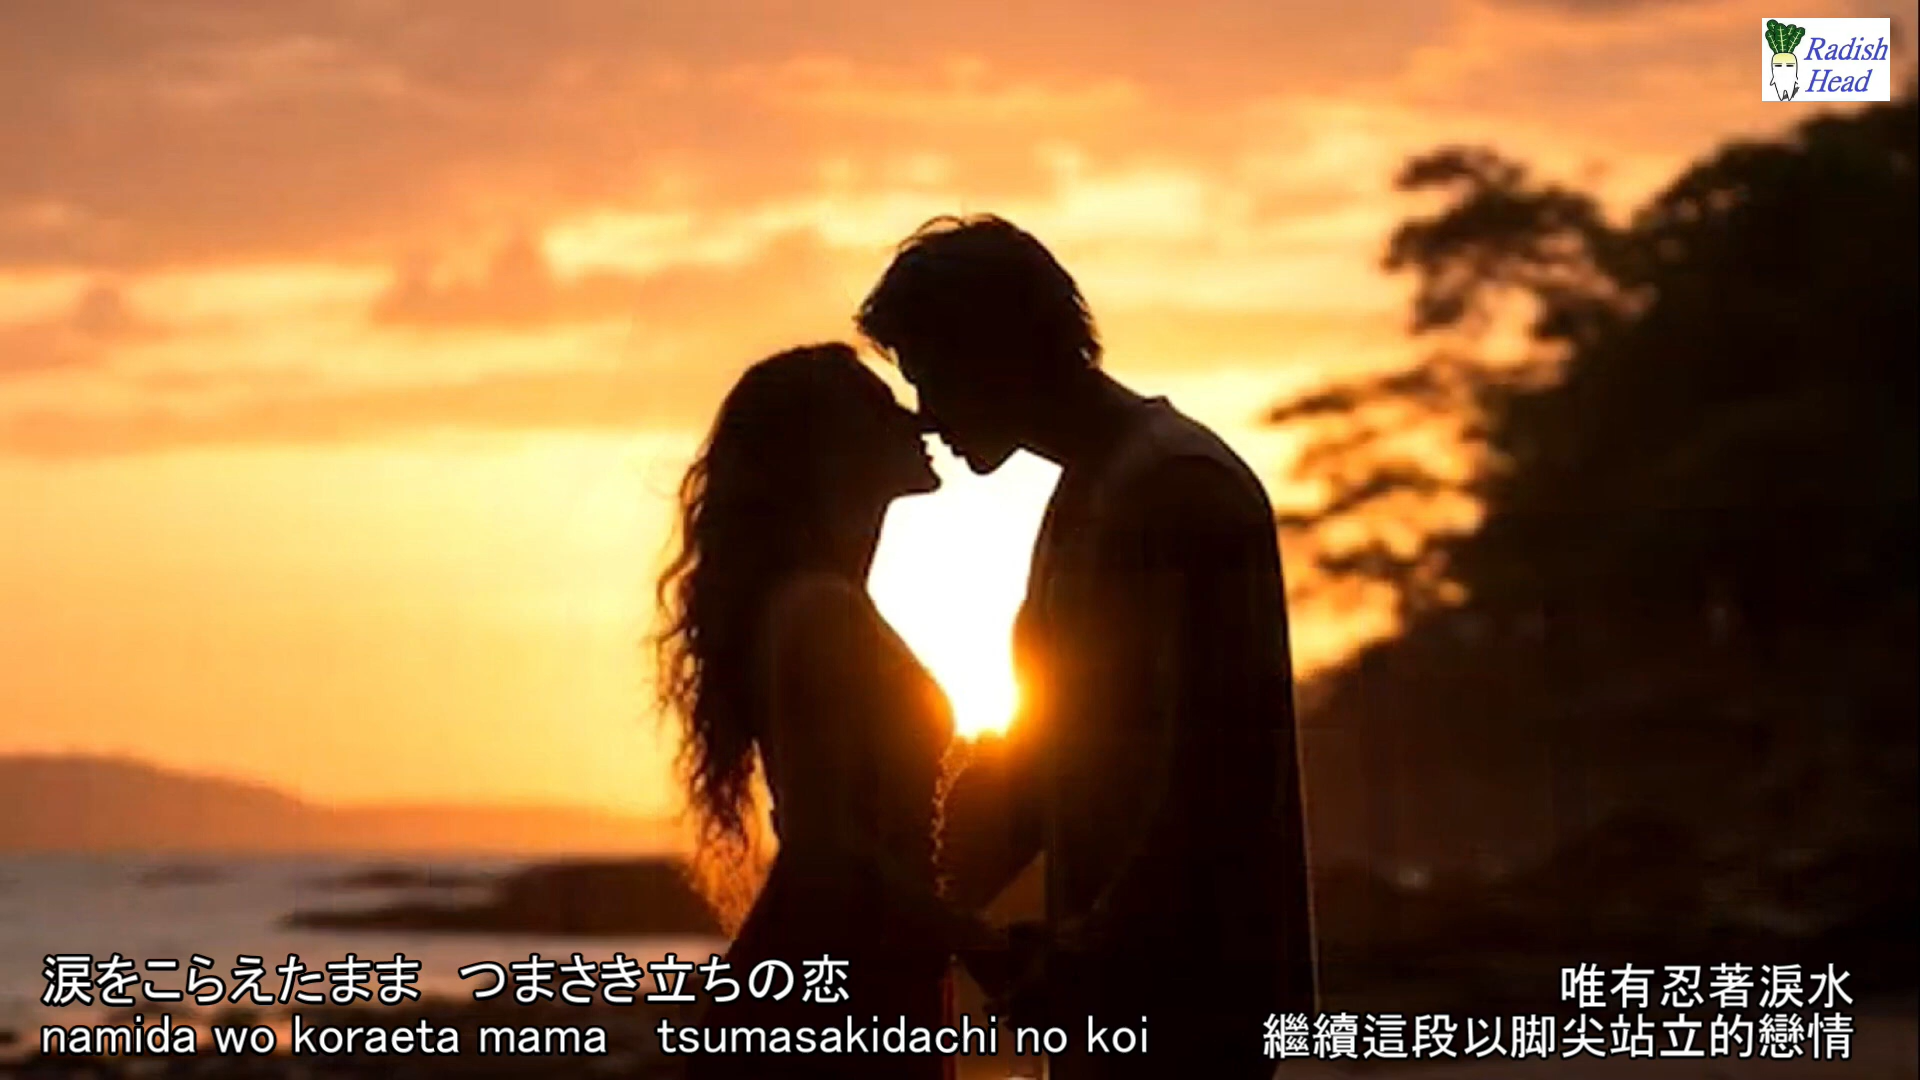 Radish
Head
涙をこらえたまま　つまさき立ちの恋
namida wo koraeta mama　tsumasakidachi no koi
唯有忍著淚水
繼續這段以脚尖站立的戀情